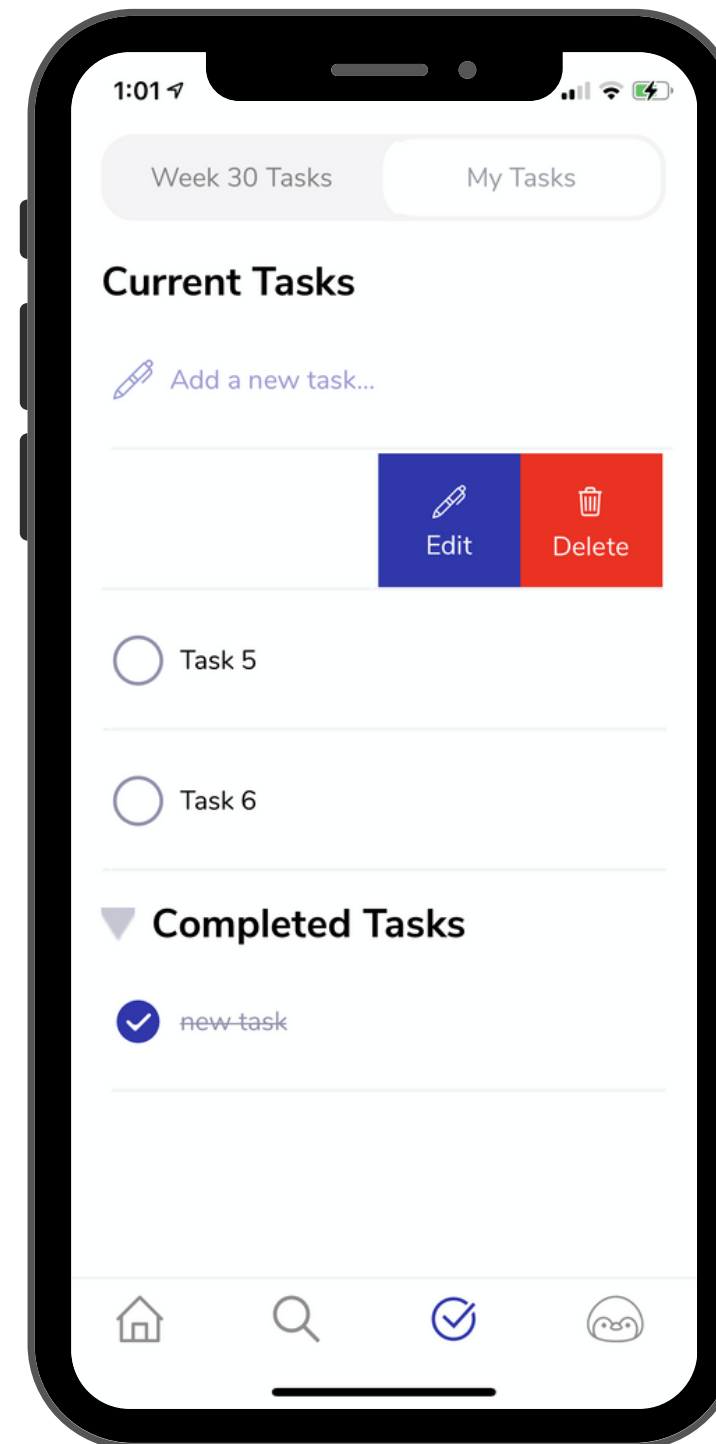 1:01
Week 30 Tasks
My Tasks
Current Tasks
Add a new task...
Edit
Delete
Task 5
Task 6
Completed Tasks
new task